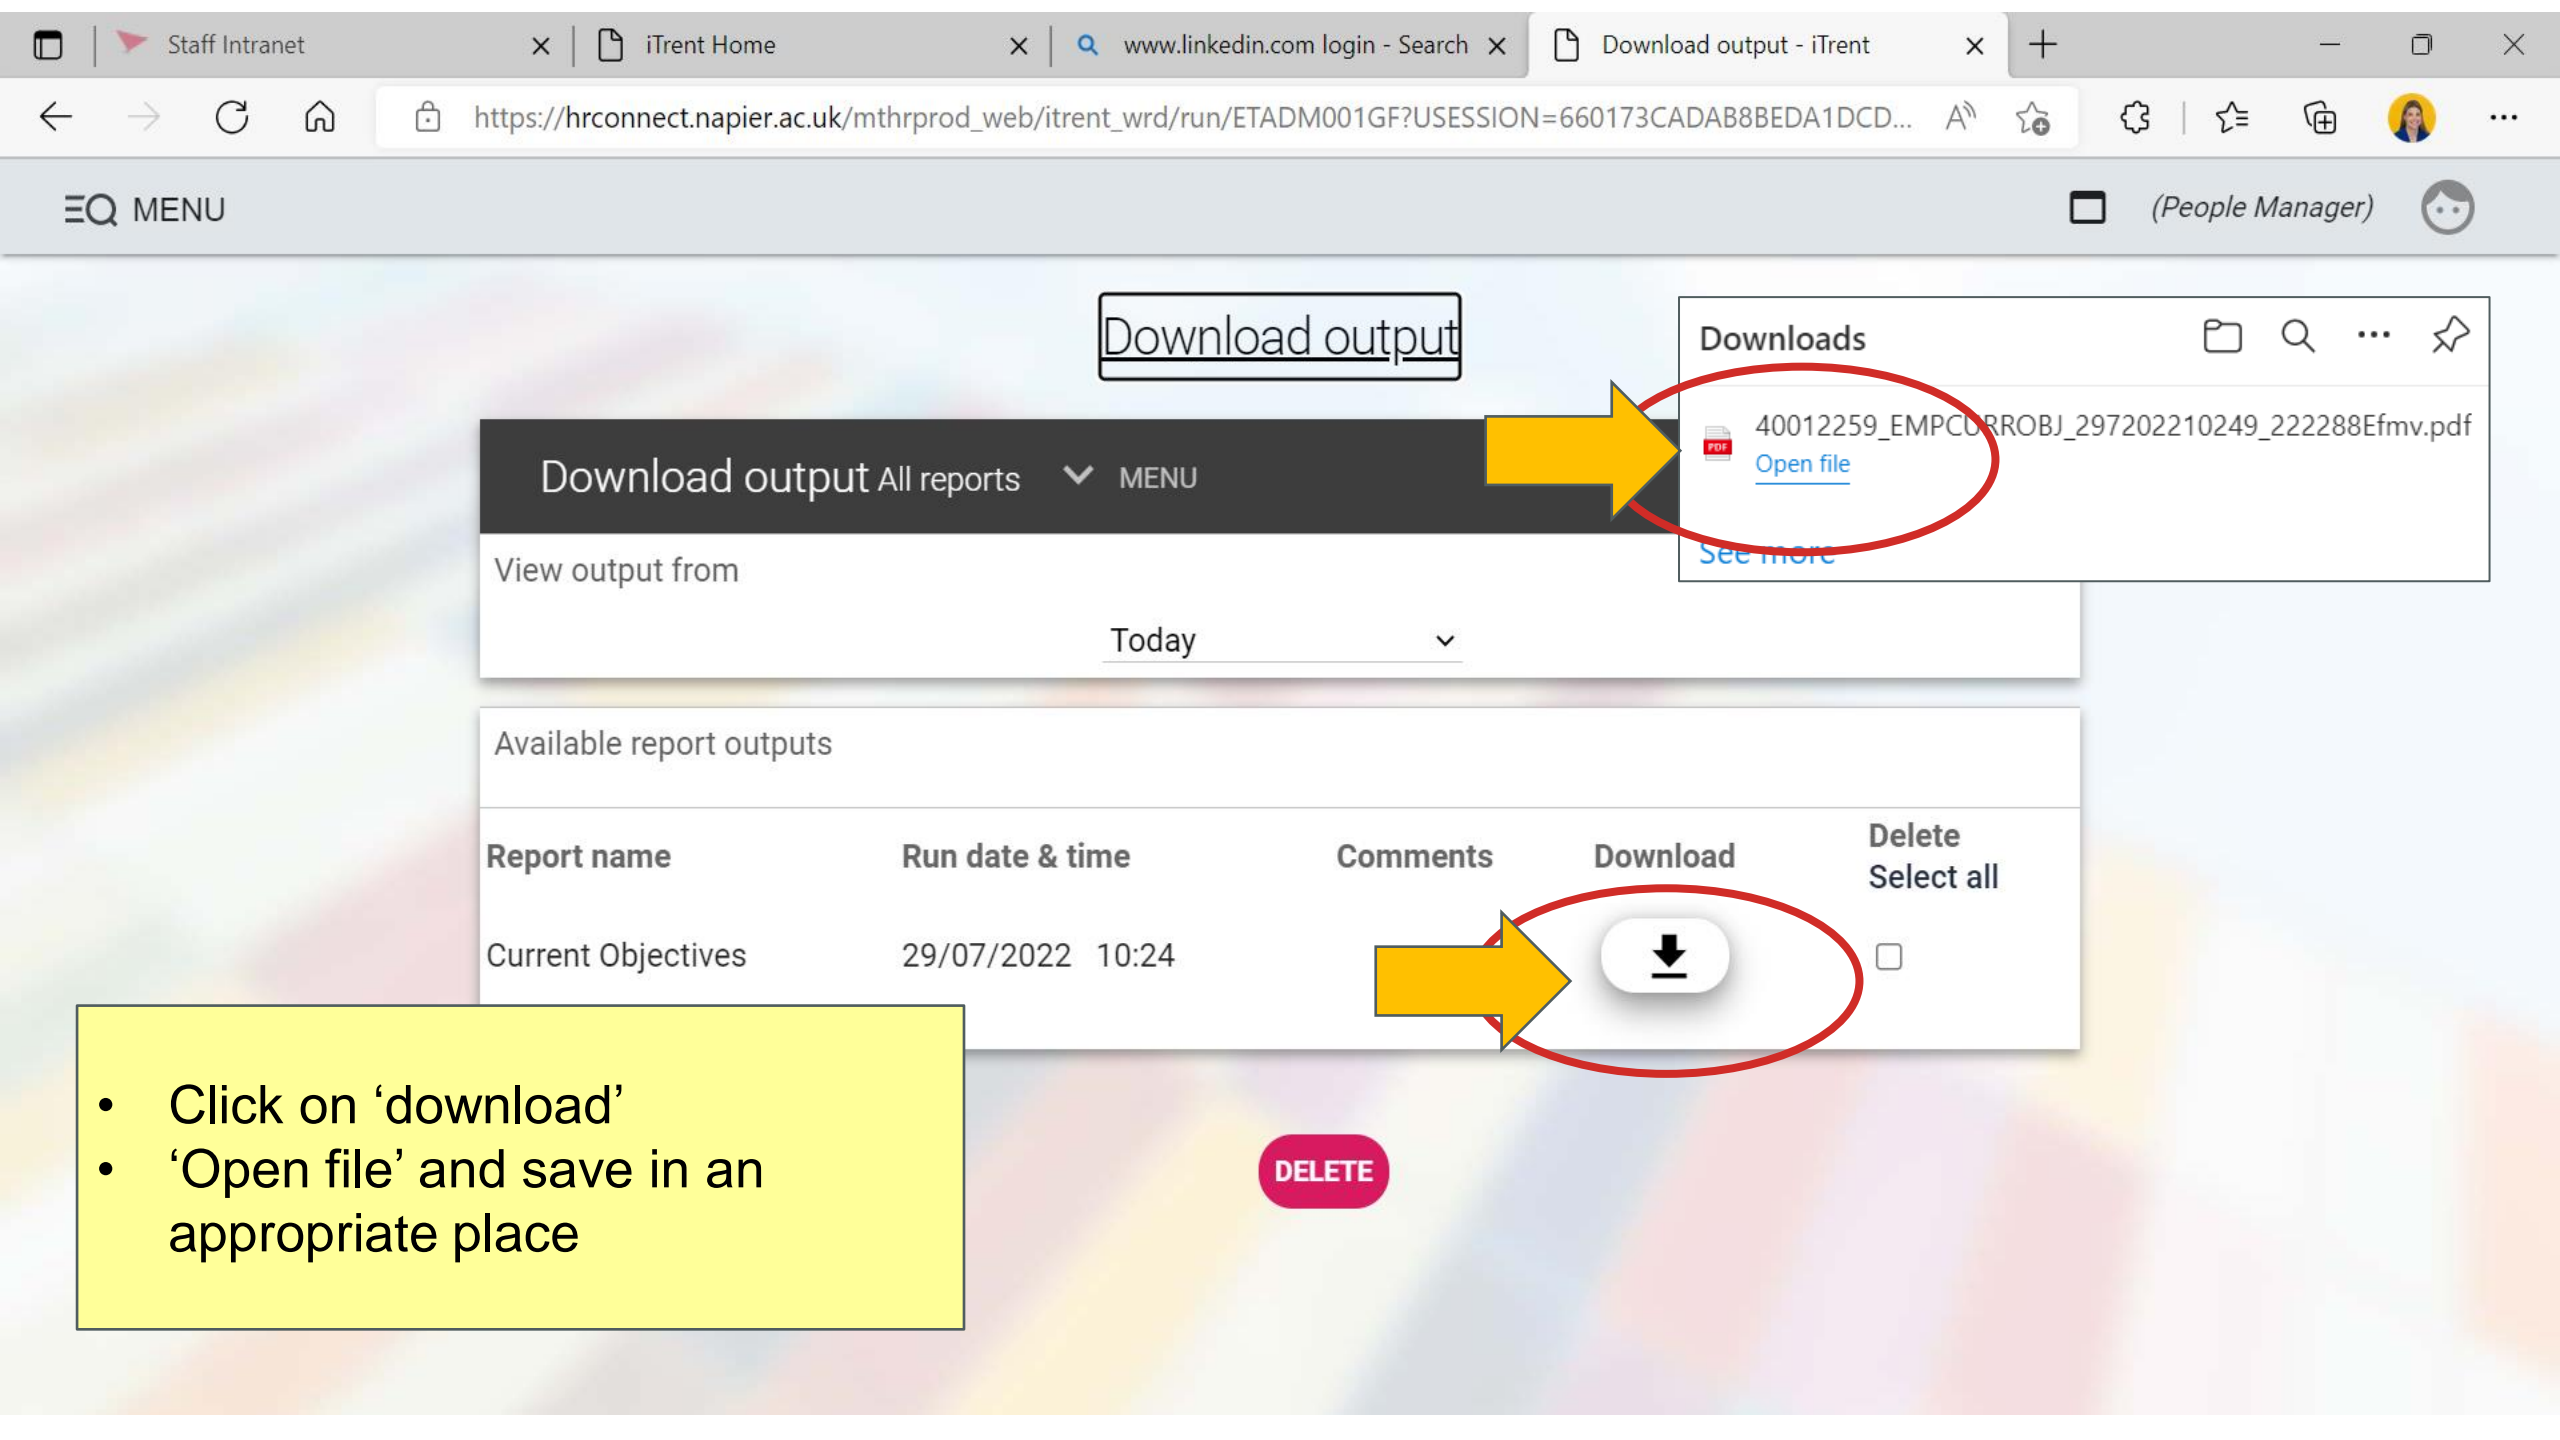 Staff Intranet
iTrent Home
www.linkedin.com login - Search
Download output - iTrent
https://hrconnect.napier.ac.uk/mthrprod_web/itrent_wrd/run/ETADM001GF?USESSION=660173CADAB8BEDA1DCD...
MENU
(People Manager)
Download output
Downloads
40012259_EMPCURROBJ_297202210249_222288Efmv.pdf
Open file
See more
Download output All reports MENU
View output from
Today
Available report outputs
Report name Run date & time Comments Download Delete
Select all
Current Objectives 29/07/2022 10:24
• Click on ‘download’
• ‘Open file’ and save in an
appropriate place
DELETE